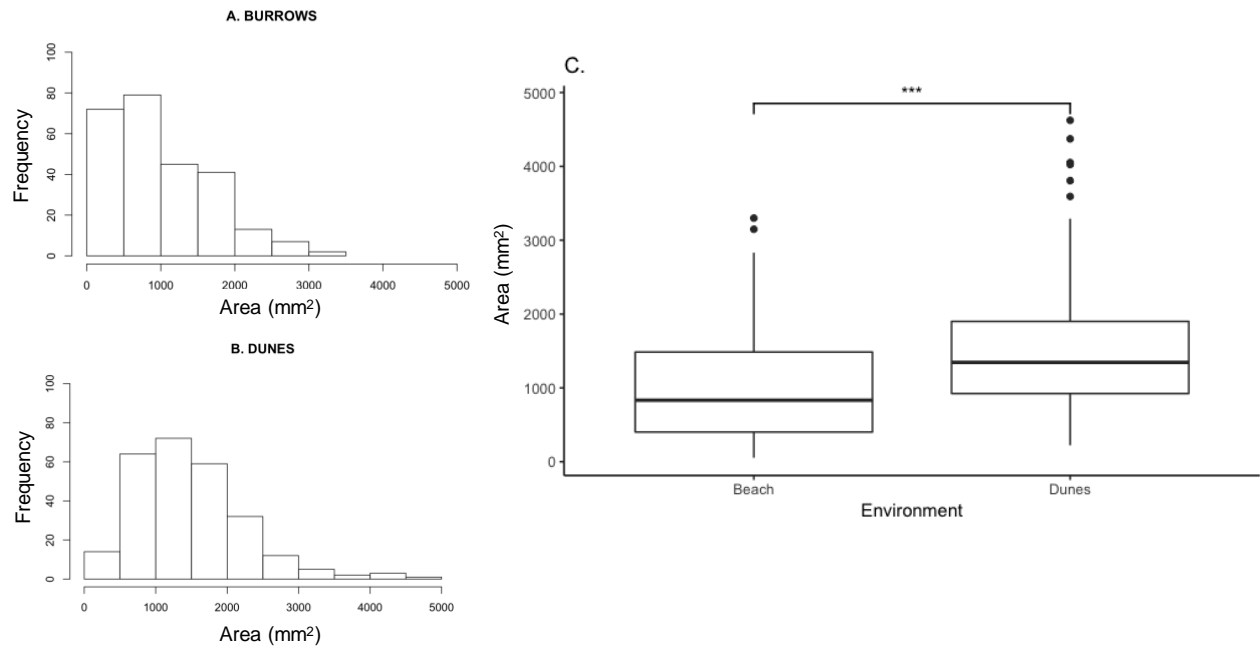 A. BURROWS
100
80
60
40
20
0
Frequency
0 1000 2000 3000 4000 5000
Area (mm²)
B. DUNES
100
80
60
40
20
0
Frequency
0 1000 2000 3000 4000 5000
Area (mm²)
C.
***
5000
4000
3000
2000
1000
0
Area (mm²)
Beach Dunes
Environment